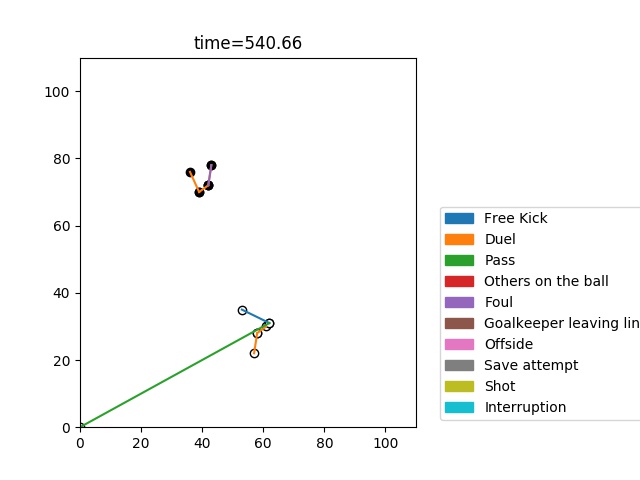 time=540.66
100
80
60
40
20
0
0 20 40 60 80 100
Free Kick
Duel
Pass
Others on the ball
Foul
Goalkeeper leaving lin
Offside
Save attempt
Shot
Interruption